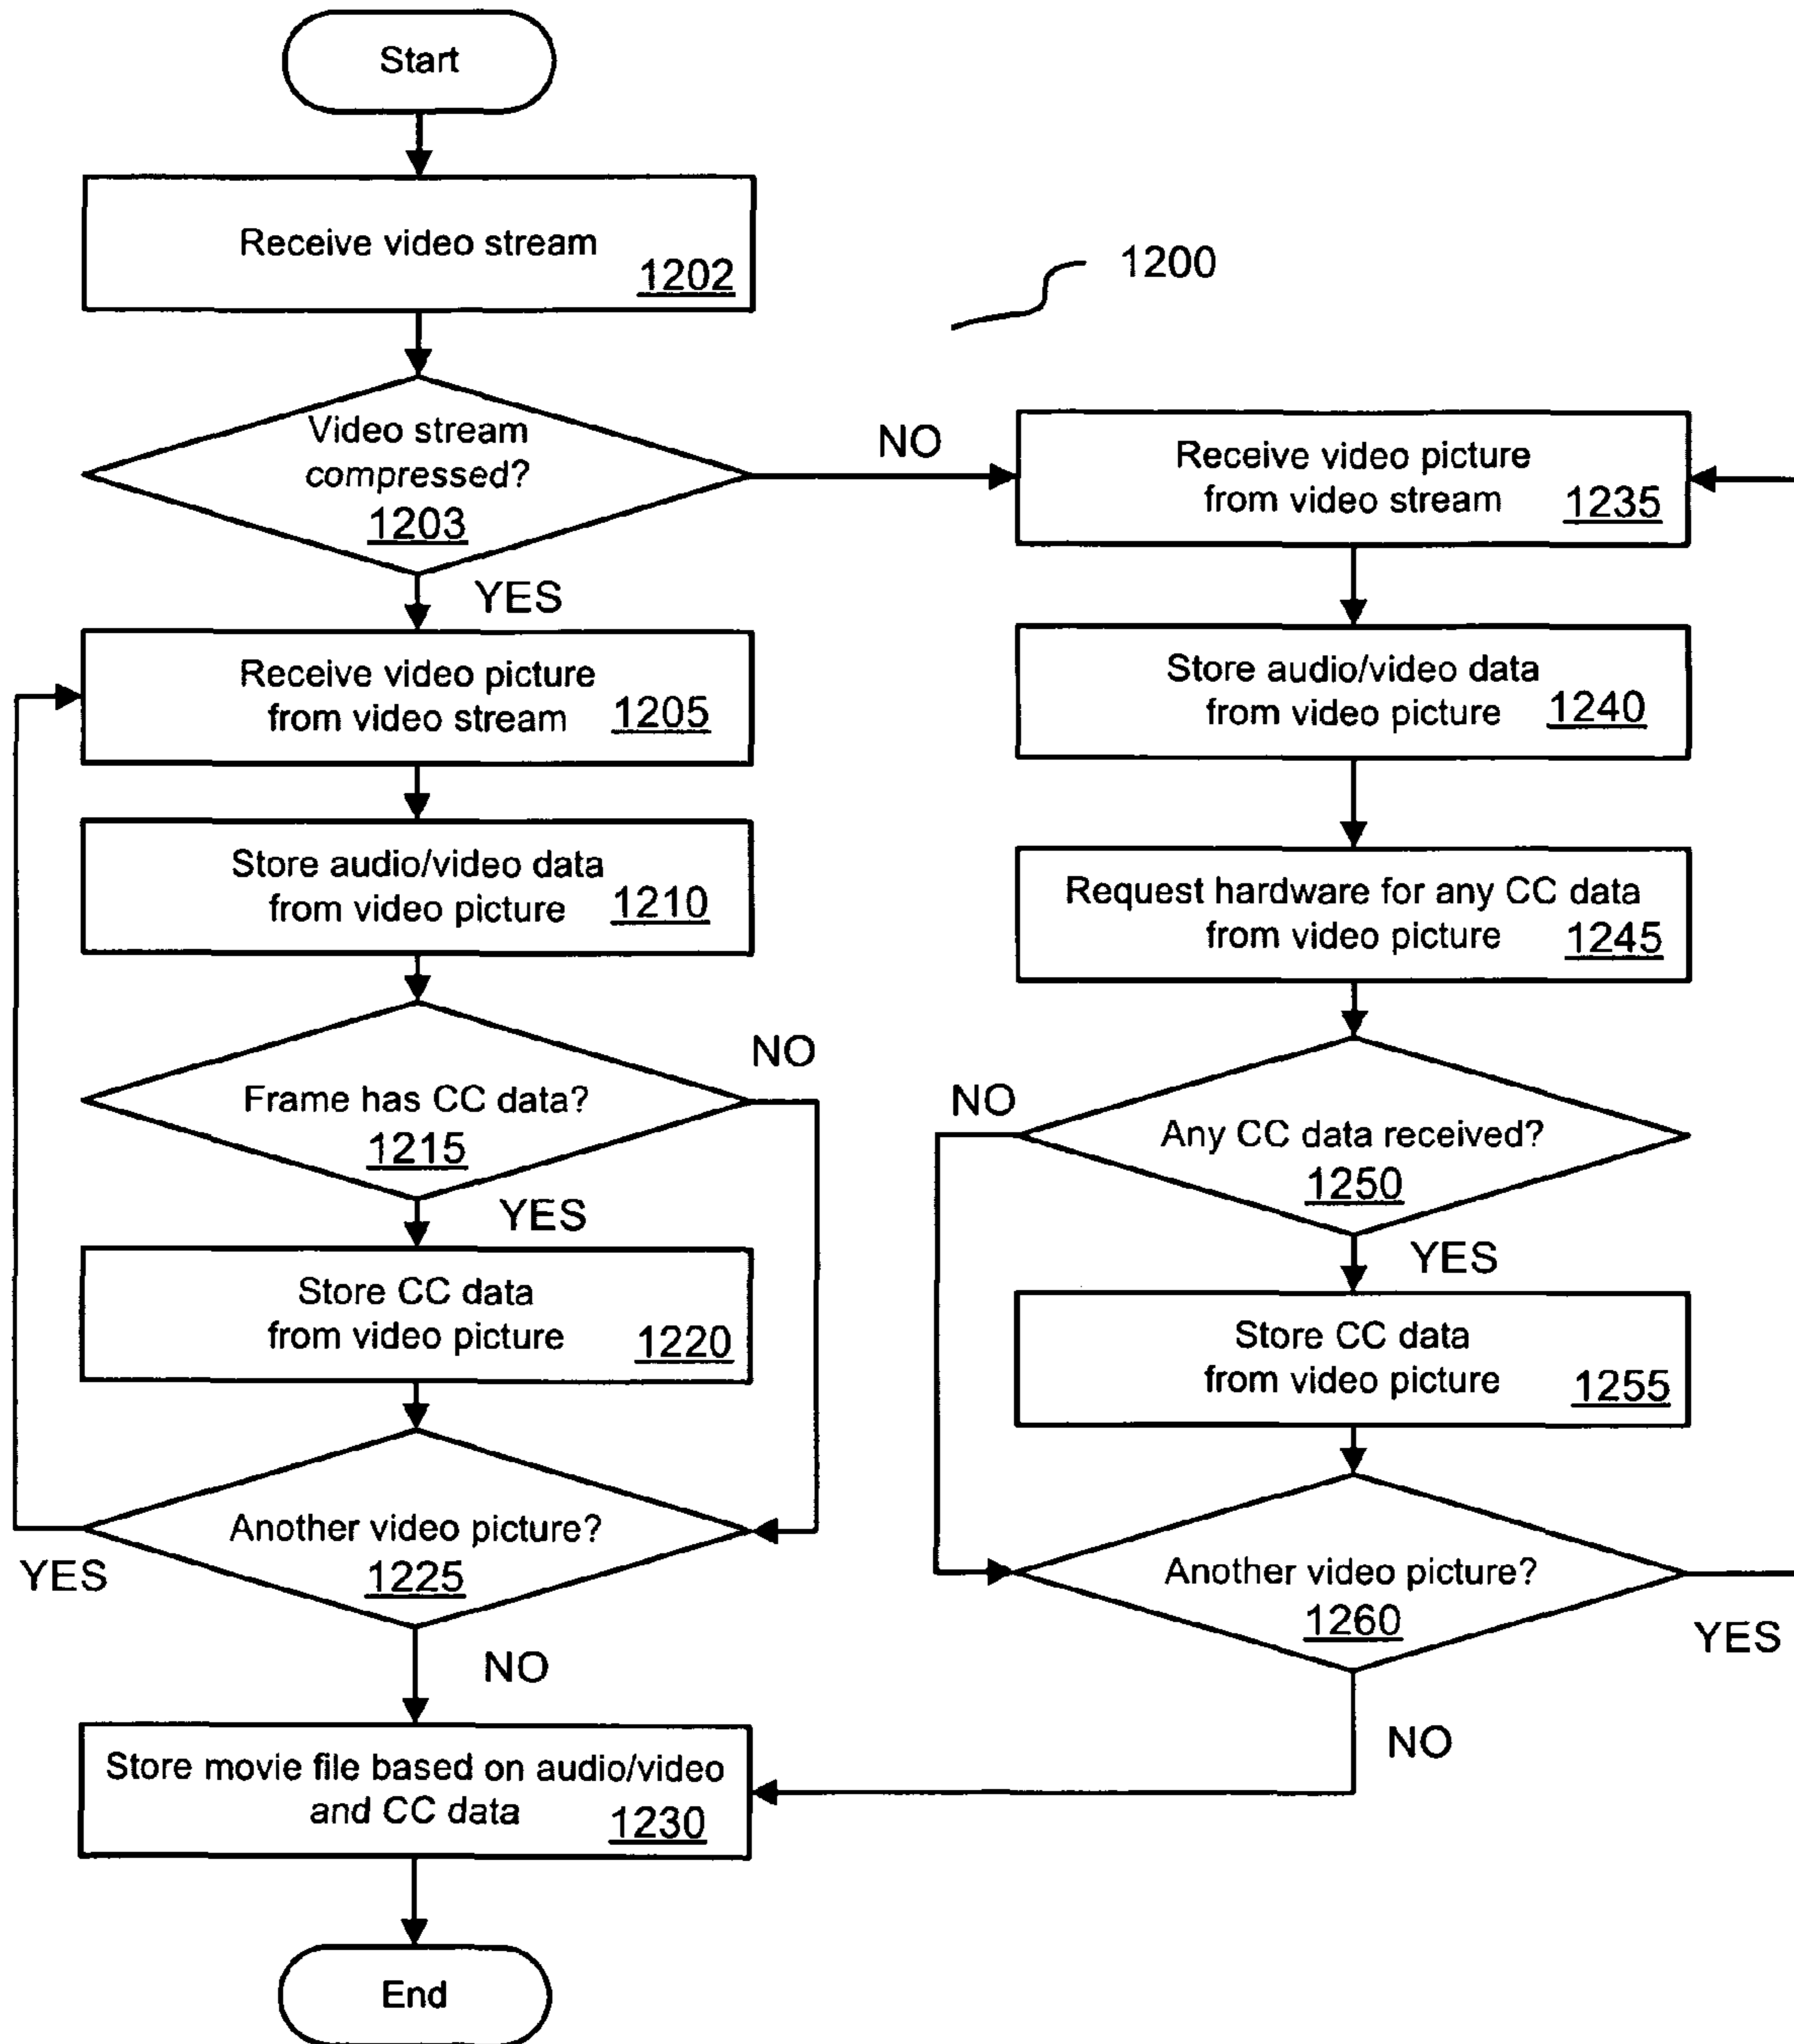 Start
Receive video stream
1202
1200
Video stream
compressed?
1203
NO
YES
Receive video picture
from video stream 1205
Store audio/video data
from video picture 1210
Frame has CC data?
1215
NO
YES
Store CC data
from video picture 1220
Another video picture?
1225
YES
NO
Store movie file based on audio/video
and CC data 1230
End
Receive video picture
from video stream 1235
Store audio/video data
from video picture 1240
Request hardware for any CC data
from video picture 1245
Any CC data received?
1250
NO
YES
Store CC data
from video picture 1255
Another video picture?
1260
YES
NO